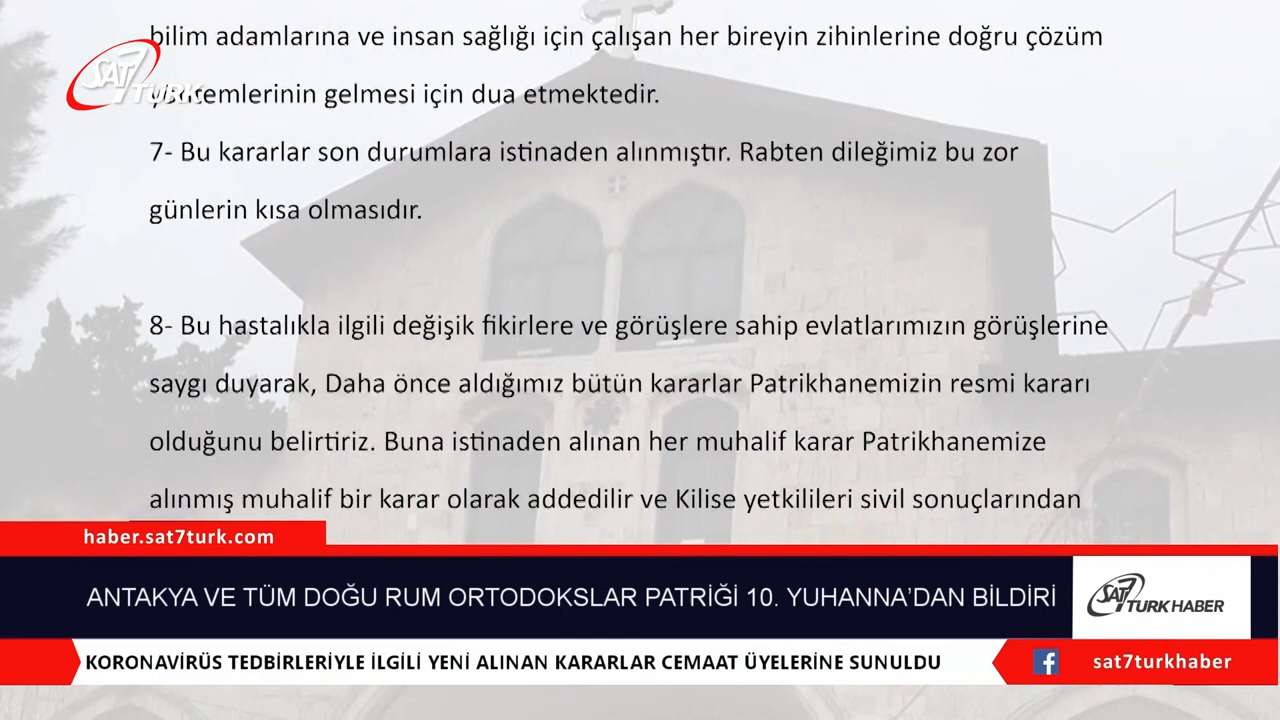 bilim adamlarına ve insan sağlığı için çalışan her bireyin zihinlerine doğru çözüm
yöntemlerinin gelmesi için dua etmektedir.
SAT
7 TÜRK
7- Bu kararlar son durumlara istinaden alınmıştır. Rabten dileğimiz bu zor
günlerin kısa olmasıdır.
8- Bu hastalıkla ilgili değişik fikirlere ve görüşlere sahip evlatlarımızın görüşlerine
saygı duyarak, Daha önce aldığımız bütün kararlar Patrikhanemizin resmi kararı
olduğunu belirtiriz. Buna istinaden alınan her muhalif karar Patrikhanemize
alınmış muhalif bir karar olarak addedilir ve Kilise yetkilileri sivil sonuçlarından
haber.sat7turk.com
ANTAKYA VE TÜM DOĞU RUM ORTODOKSLAR PATRİĞİ 10. YUHANNA’DAN BİLDİRİ
SAT
7 TURK HABER
KORONAVİRÜS TEDBİRLERİYLE İLGİLİ YENİ ALINAN KARARLAR CEMAAT ÜYELERİNE SUNULDU
f sat7turkhaber